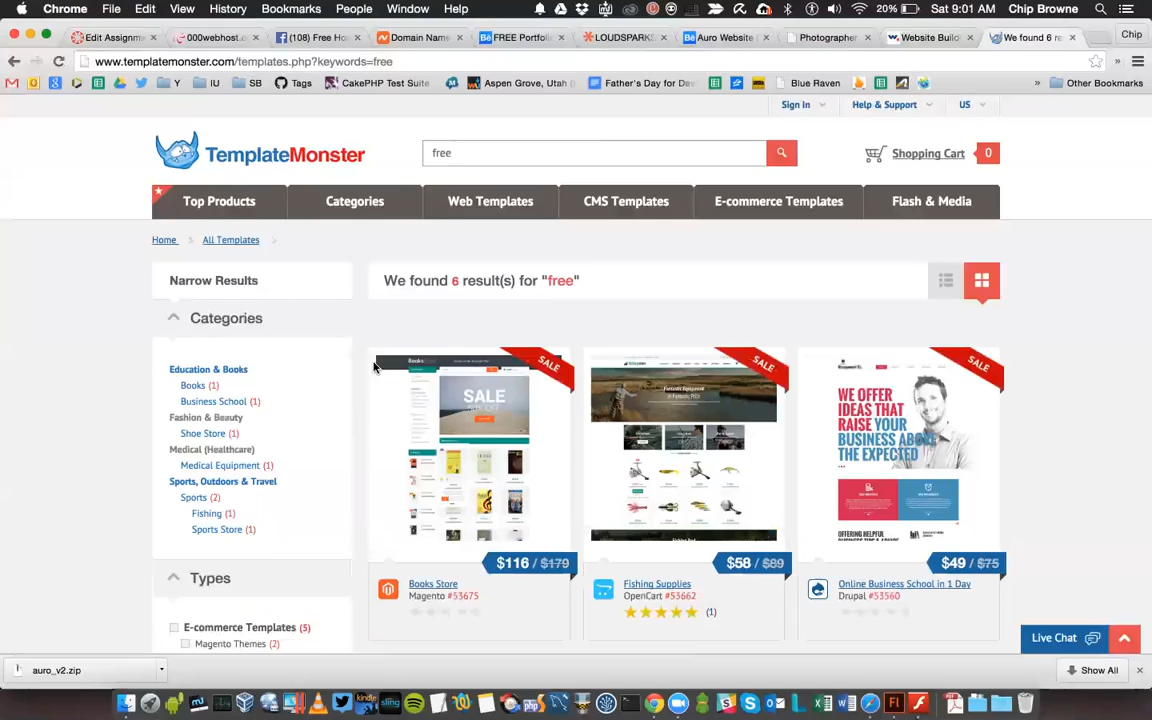 Chrome File Edit View History Bookmarks People Window Help 20% Sat 9:01 AM Chip Browne
Edit Assignm 000webhost. (108) Free Ho Domain Name FREE Portfoli LOUDSPARKS Auro Website Photographer Website Buil We found 6 re Chip
www.templatemonster.com/templates.php?keywords=free
Y IU SB Tags CakePHP Test Suite Aspen Grove, Utah ( Father's Day for De Blue Raven » Other Bookmarks
Sign In Help & Support US
TemplateMonster free Shopping Cart 0
Top Products Categories Web Templates CMS Templates E-commerce Templates Flash & Media
Home All Templates
Narrow Results
We found 6 result(s) for "free"
Categories
Education & Books
Books (1)
Business School (1)
Fashion & Beauty
Shoe Store (1)
Medical (Healthcare)
Medical Equipment (1)
Sports, Outdoors & Travel
Sports (2)
Fishing (1)
Sports Store (1)
Types
E-commerce Templates (5)
Magento Themes (2)
SALE
SALE
$116 / $179
Books Store
Magento #53675
SALE
$58 / $89
Fishing Supplies
OpenCart #53662
(1)
SALE
WE OFFER
IDEAS THAT
RAISE YOUR
BUSINESS ABOVE
THE EXPECTED
$49 / $75
Online Business School in 1 Day
Drupal #53560
Live Chat
auro_v2.zip
Show All